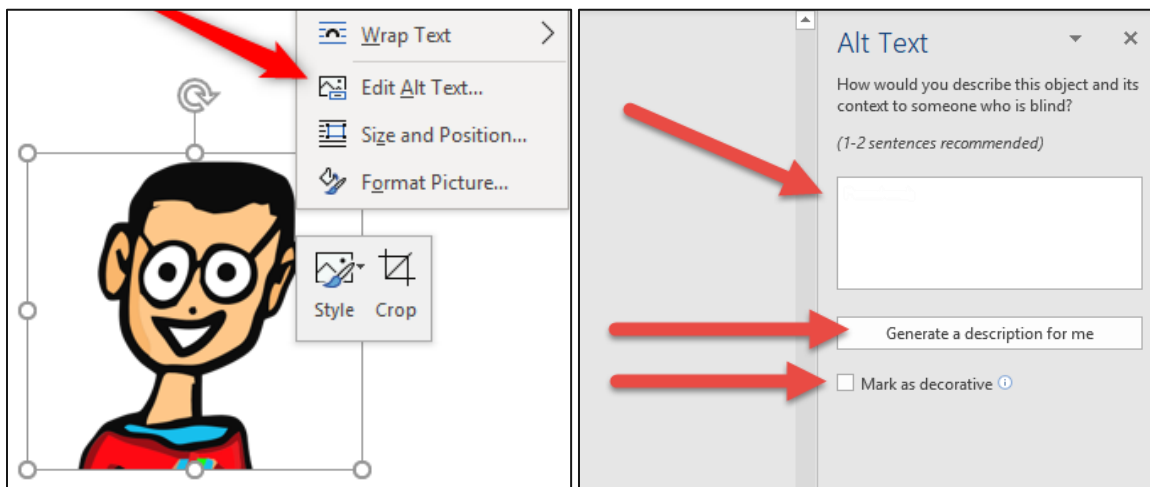 Wrap Text
Edit Alt Text...
Size and Position...
Format Picture...
Style Crop
Alt Text
How would you describe this object and its
context to someone who is blind?
(1-2 sentences recommended)
Generate a description for me
Mark as decorative